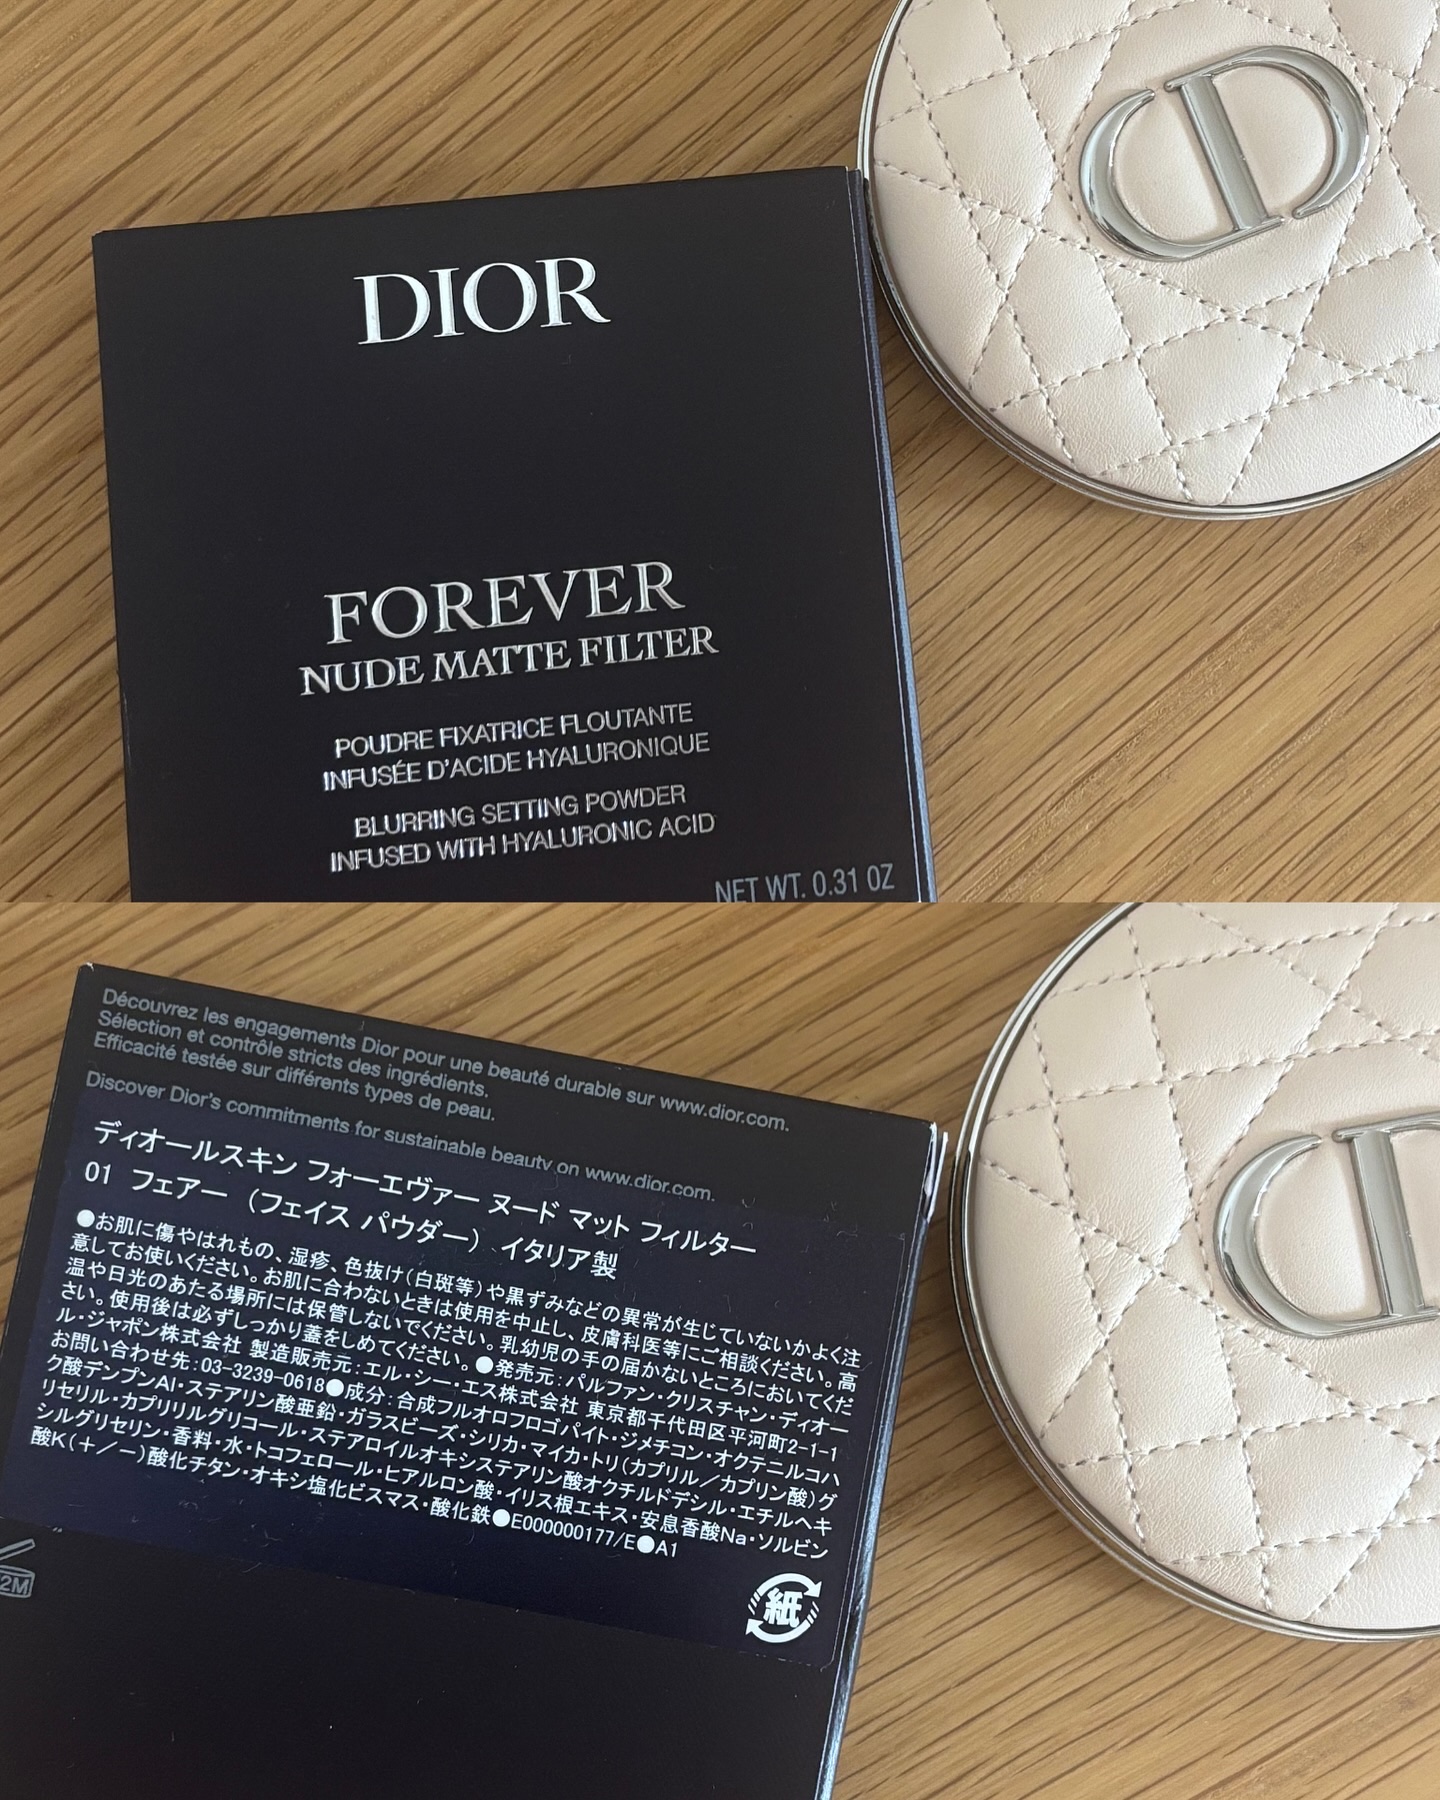 DIOR
FOREVER
NUDE MATTE FILTER
POUDRE FIXATRICE FLOUTANTE
INFUSÉE D'ACIDE HYALURONIQUE
BLURRING SETTING POWDER
INFUSED WITH HYALURONIC ACID
NET WT. 0.31 OZ
CD
Découvrez les engagements Dior pour une beauté durable sur www.dior.com.
Sélection et contrôle stricts des ingrédients.
Efficacité testée sur différents types de peau.
Discover Dior's commitments for sustainable beauty on www.dior.com.
ディオールスキン フォーエヴァー ヌード マット フィルター
01 フェアー（フェイス パウダー） イタリア製
●お肌に傷やはれもの、湿疹、色抜け（白斑等）や黒ずみなどの異常が生じていないかよく注
意してお使いください。お肌に合わないときは使用を中止し、皮膚科医等にご相談ください。高
温や日光のあたる場所には保管しないでください。乳幼児の手の届かないところにおいてくだ
さい。使用後は必ずしっかり蓋をしめてください。●発売元：パルファン・クリスチャン・ディオー
ル・ジャポン株式会社 製造販売元：エル・シー・エス株式会社 東京都千代田区平河町2-1-1
お問い合わせ先：03-3239-0618●成分：合成フルオロフロゴパイト・ジメチコン・オクテニルコハ
ク酸デンプンAl・ステアリン酸亜鉛・ガラスビーズ・シリカ・マイカ・トリ（カプリル／カプリン酸）グ
リセリル・カプリリルグリコール・ステアロイルオキシステアリン酸オクチルドデシル・エチルヘキ
シルグリセリン・香料・水・トコフェロール・ヒアルロン酸・イリス根エキス・安息香酸Na・ソルビン
酸K（＋／－）酸化チタン・オキシ塩化ビスマス・酸化鉄●E000000177/E●A1
2M
紙
CD